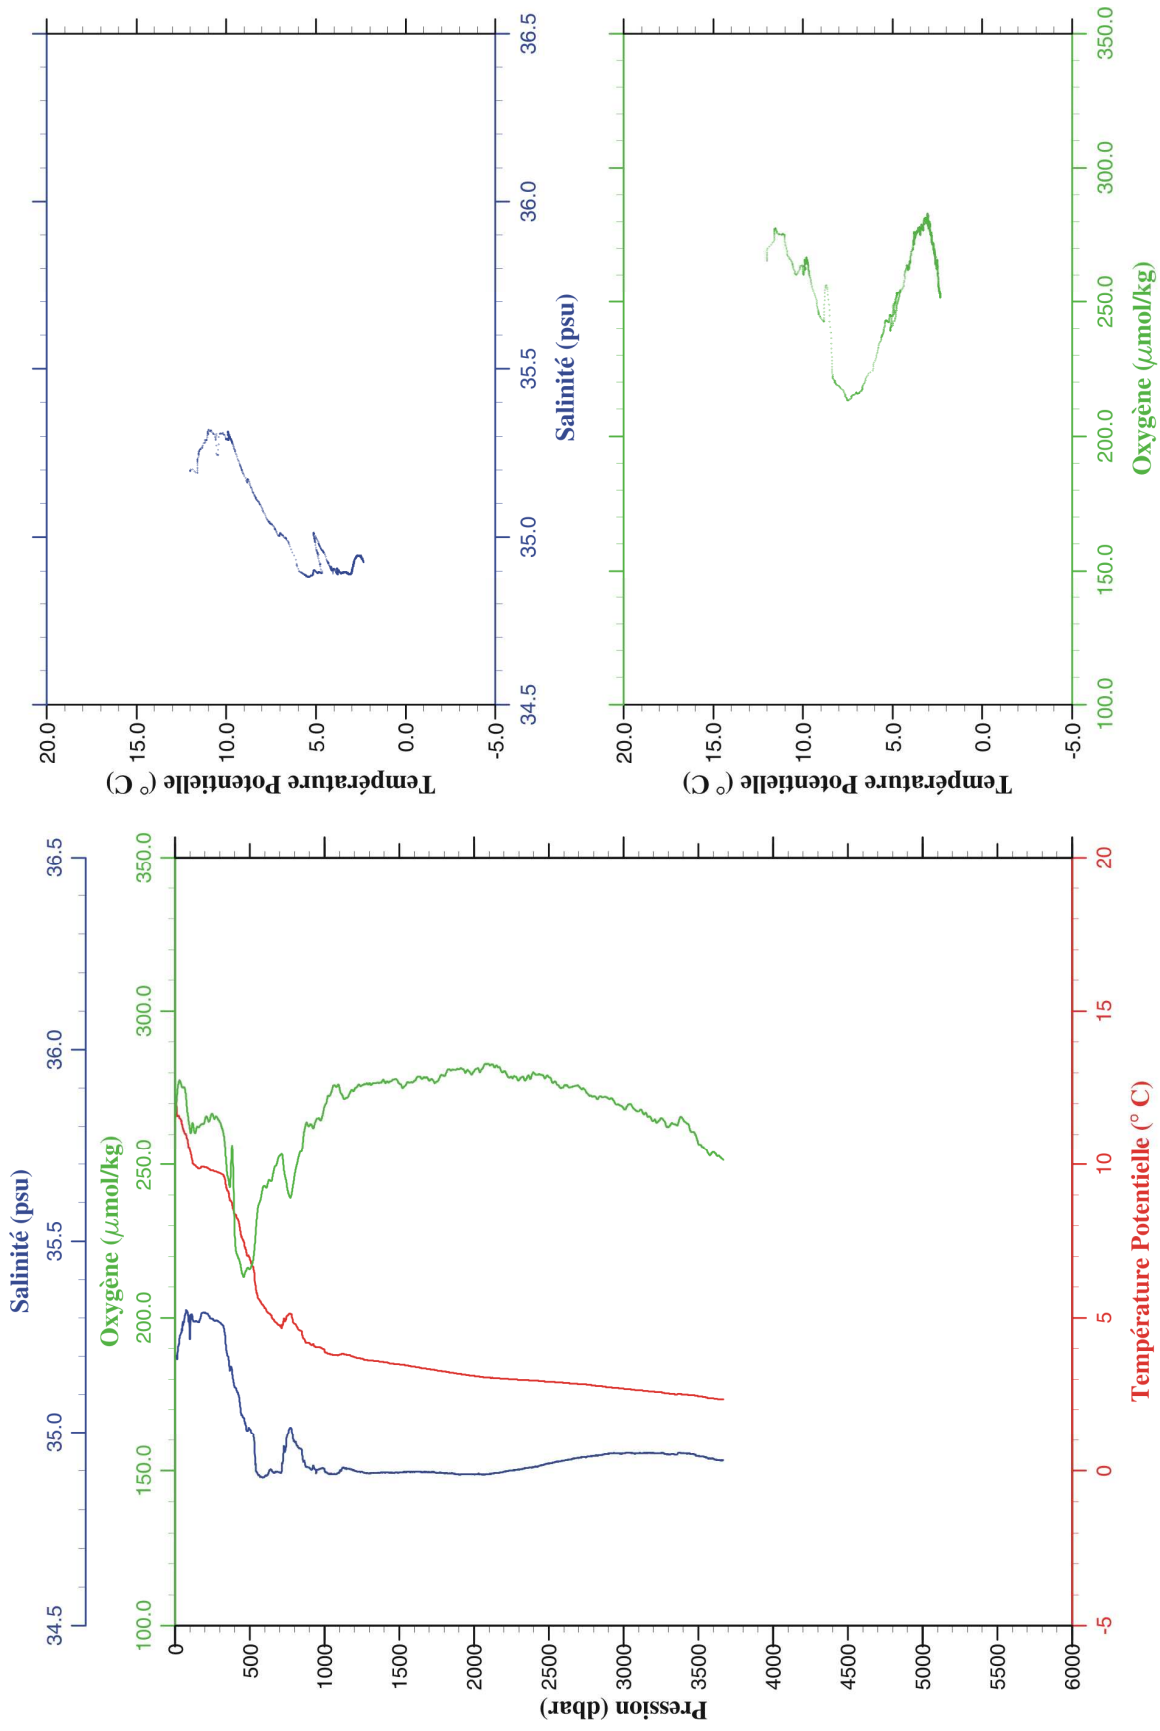 Salinité (psu)
34.5 35.0 35.5 36.0 36.5
Oxygène (μmol/kg)
100.0 150.0 200.0 250.0 300.0 350.0
Pression (dbar)
0
500
1000
1500
2000
2500
3000
3500
4000
4500
5000
5500
6000
-5 0 5 10 15 20
Température Potentielle (° C)
Température Potentielle (° C)
20.0
15.0
10.0
5.0
0.0
-5.0
34.5 35.0 35.5 36.0 36.5
Salinité (psu)
Température Potentielle (° C)
20.0
15.0
10.0
5.0
0.0
-5.0
100.0 150.0 200.0 250.0 300.0 350.0
Oxygène (μmol/kg)